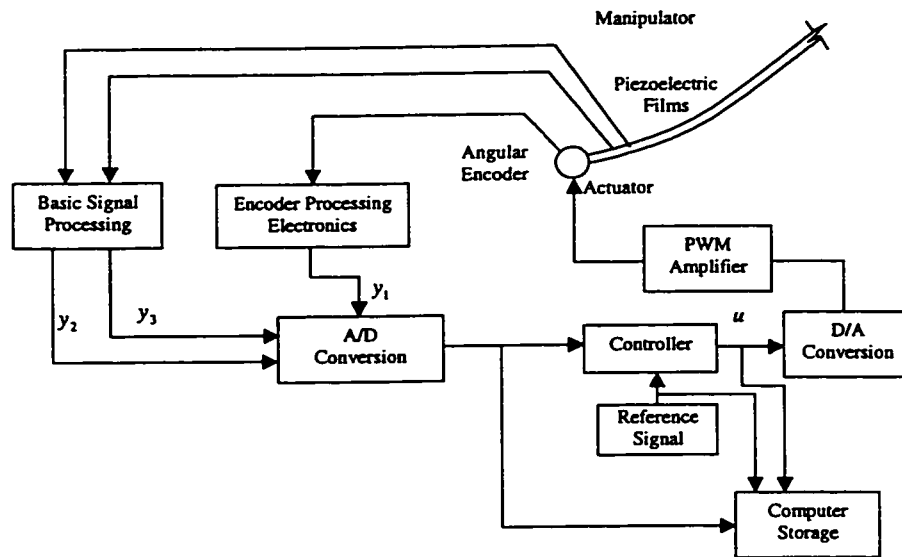 Manipulator
Piezoelectric
Films
Angular
Encoder
Actuator
Basic Signal
Processing
Encoder Processing
Electronics
PWM
Amplifier
y₂
y₃
y₁
A/D
Conversion
Controller
u
D/A
Conversion
Reference
Signal
Computer
Storage